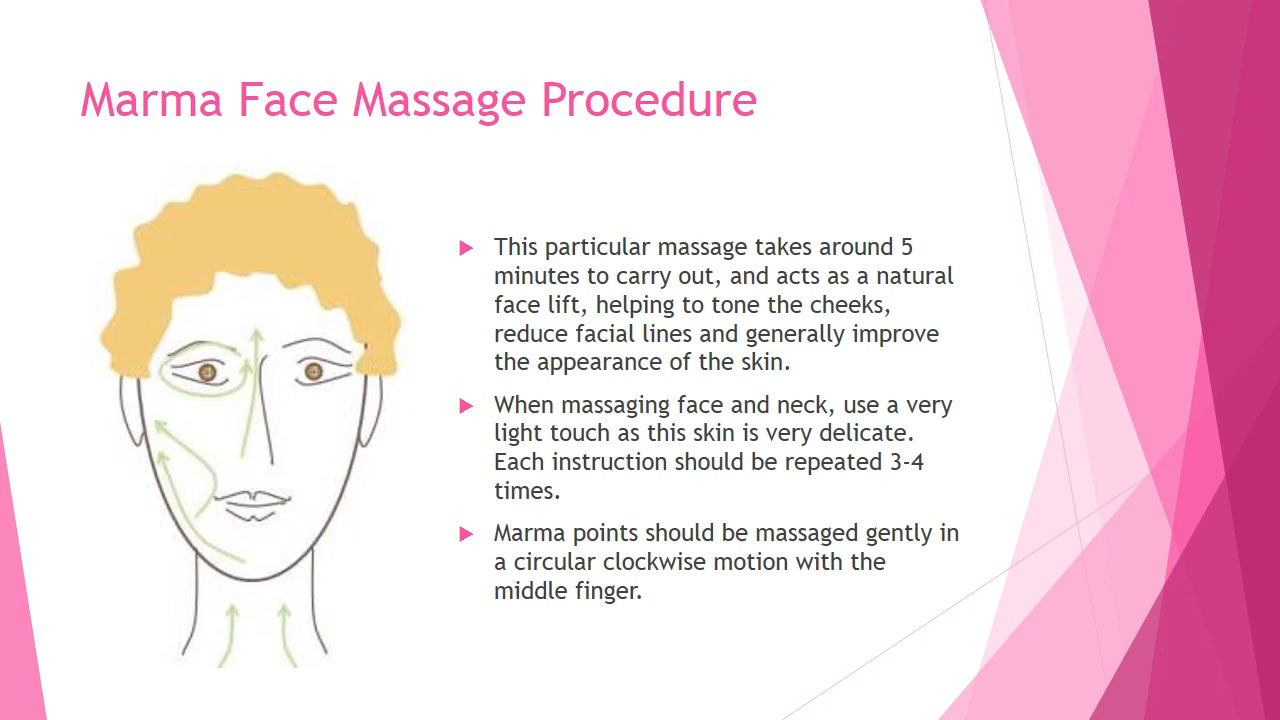 Marma Face Massage Procedure
This particular massage takes around 5
minutes to carry out, and acts as a natural
face lift, helping to tone the cheeks,
reduce facial lines and generally improve
the appearance of the skin.
When massaging face and neck, use a very
light touch as this skin is very delicate.
Each instruction should be repeated 3-4
times.
Marma points should be massaged gently in
a circular clockwise motion with the
middle finger.